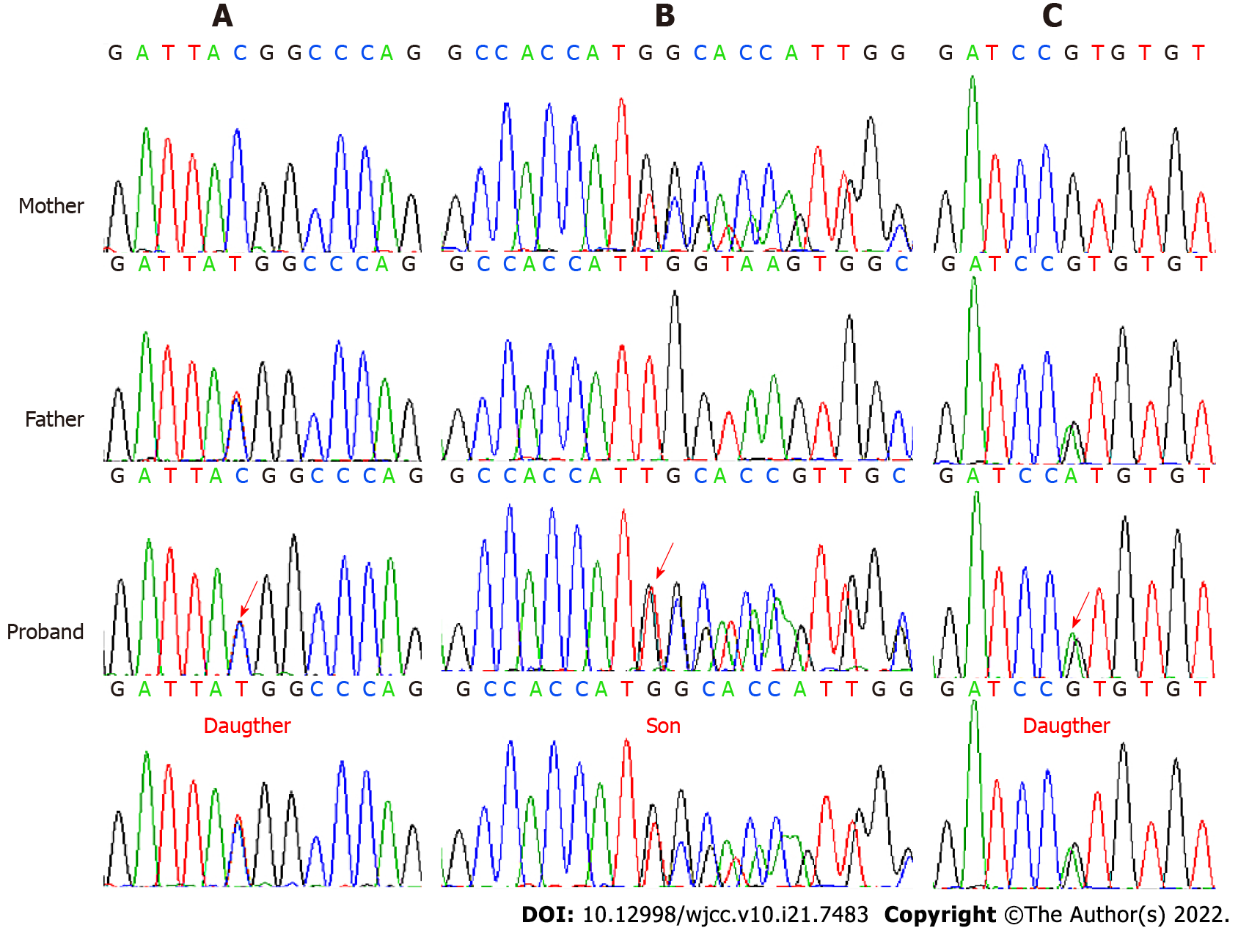 A B C
G A T T A C G G C C C A G G C C A C C A T G G C A C C A T T G G G A T C C G T G T G T
Mother
G A T T A T G G C C C A G G C C A C C A T T G G T A A G T G G C G A T C C G T G T G T
Father
G A T T A C G G C C C A G G C C A C C A T T G C A C C G T T G C G A T C C A T G T G T
Proband
G A T T A T G G C C C A G G C C A C C A T G G C A C C A T T G G G A T C C G T G T G T
Daugther Son Daugther
DOI: 10.12998/wjcc.v10.i21.7483 Copyright ©The Author(s) 2022.